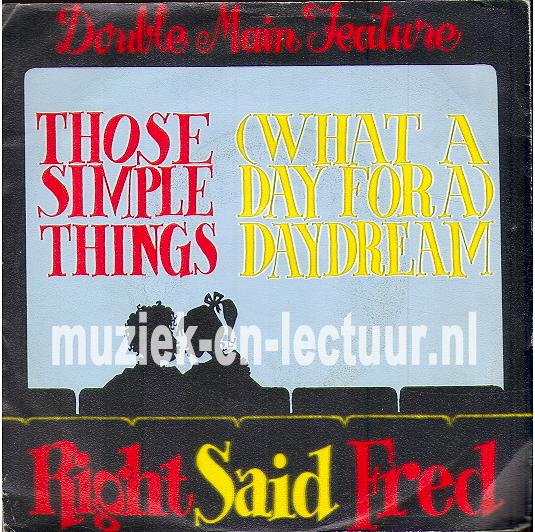 Double Main Feature
THOSE SIMPLE THINGS
(WHAT A DAY FOR A) DAYDREAM
muziek-en-lectuur.nl
Right Said Fred